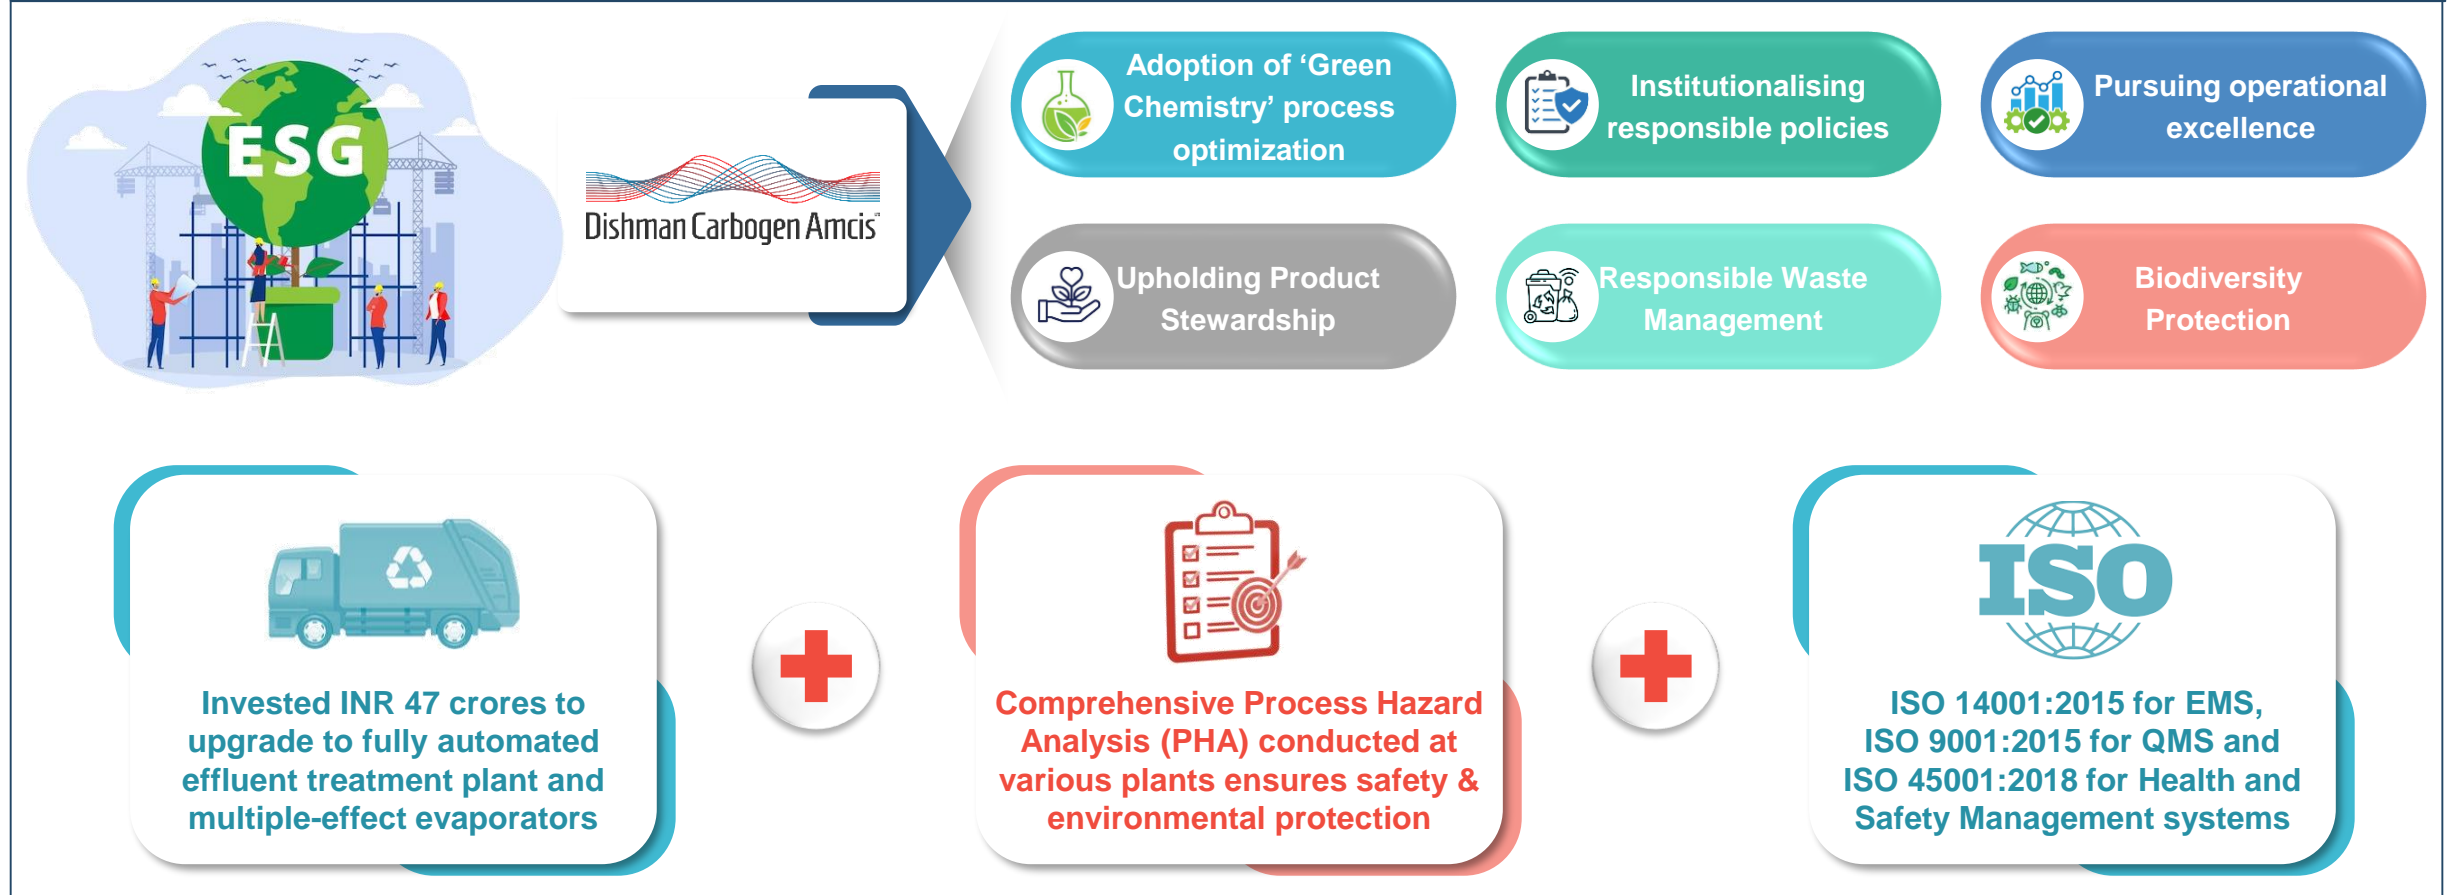 ESG
Dishman Carbogen Amcis
Adoption of ‘Green
Chemistry’ process
optimization
Institutionalising
responsible policies
Pursuing operational
excellence
Upholding Product
Stewardship
Responsible Waste
Management
Biodiversity
Protection
Invested INR 47 crores to
upgrade to fully automated
effluent treatment plant and
multiple-effect evaporators
Comprehensive Process Hazard
Analysis (PHA) conducted at
various plants ensures safety &
environmental protection
ISO
ISO 14001:2015 for EMS,
ISO 9001:2015 for QMS and
ISO 45001:2018 for Health and
Safety Management systems